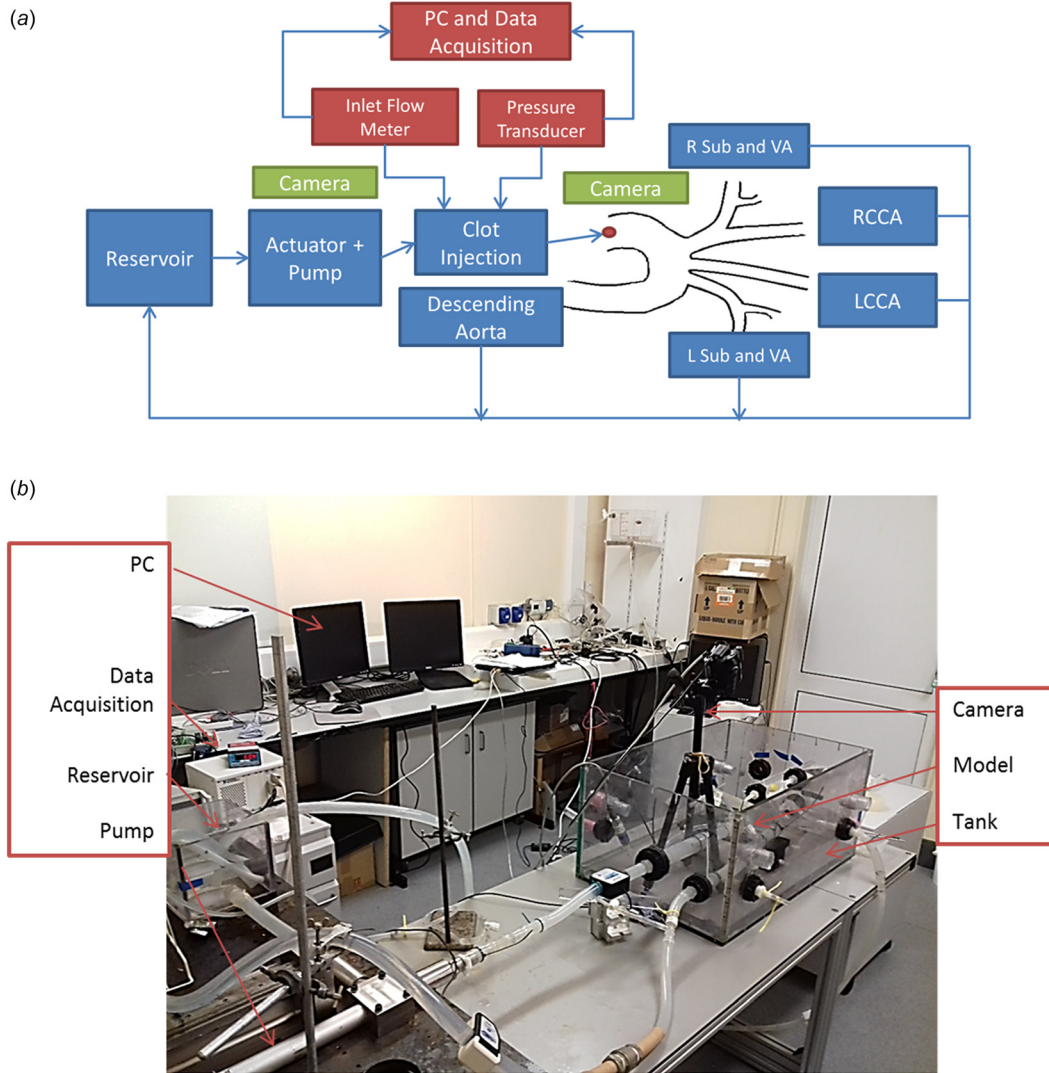 (a)
PC and Data
Acquisition
Inlet Flow
Meter
Pressure
Transducer
R Sub and VA
Camera
Camera
Reservoir
Actuator +
Pump
Clot
Injection
RCCA
LCCA
Descending
Aorta
L Sub and VA
(b)
PC
Data
Acquisition
Reservoir
Pump
Camera
Model
Tank